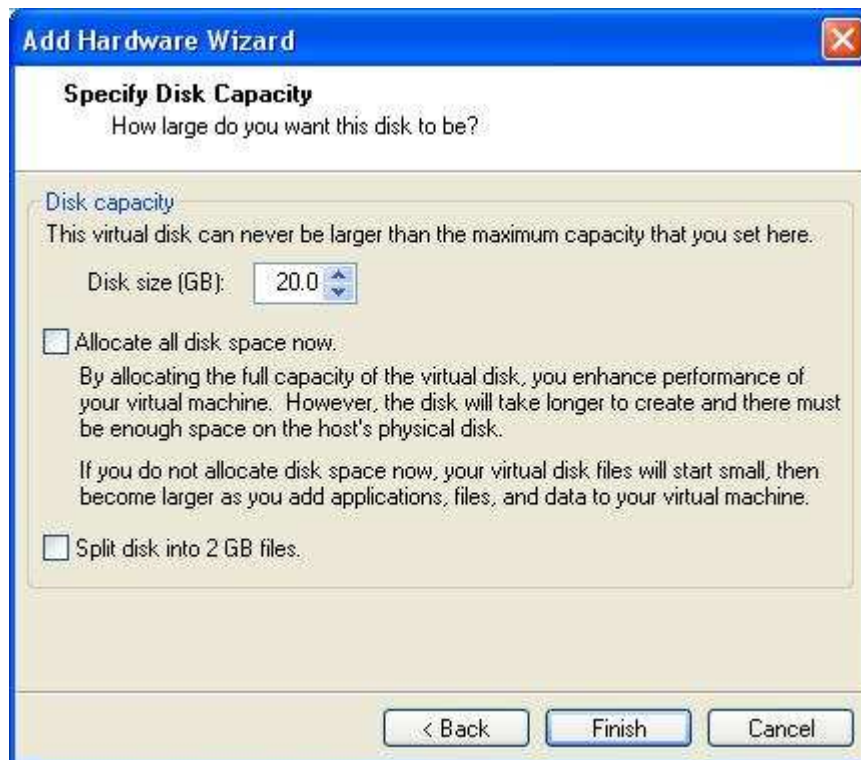 Add Hardware Wizard
Specify Disk Capacity
How large do you want this disk to be?
Disk capacity
This virtual disk can never be larger than the maximum capacity that you set here.
Disk size (GB): 20.0
Allocate all disk space now.
By allocating the full capacity of the virtual disk, you enhance performance of
your virtual machine. However, the disk will take longer to create and there must
be enough space on the host's physical disk.
If you do not allocate disk space now, your virtual disk files will start small, then
become larger as you add applications, files, and data to your virtual machine.
Split disk into 2 GB files.
< Back Finish Cancel